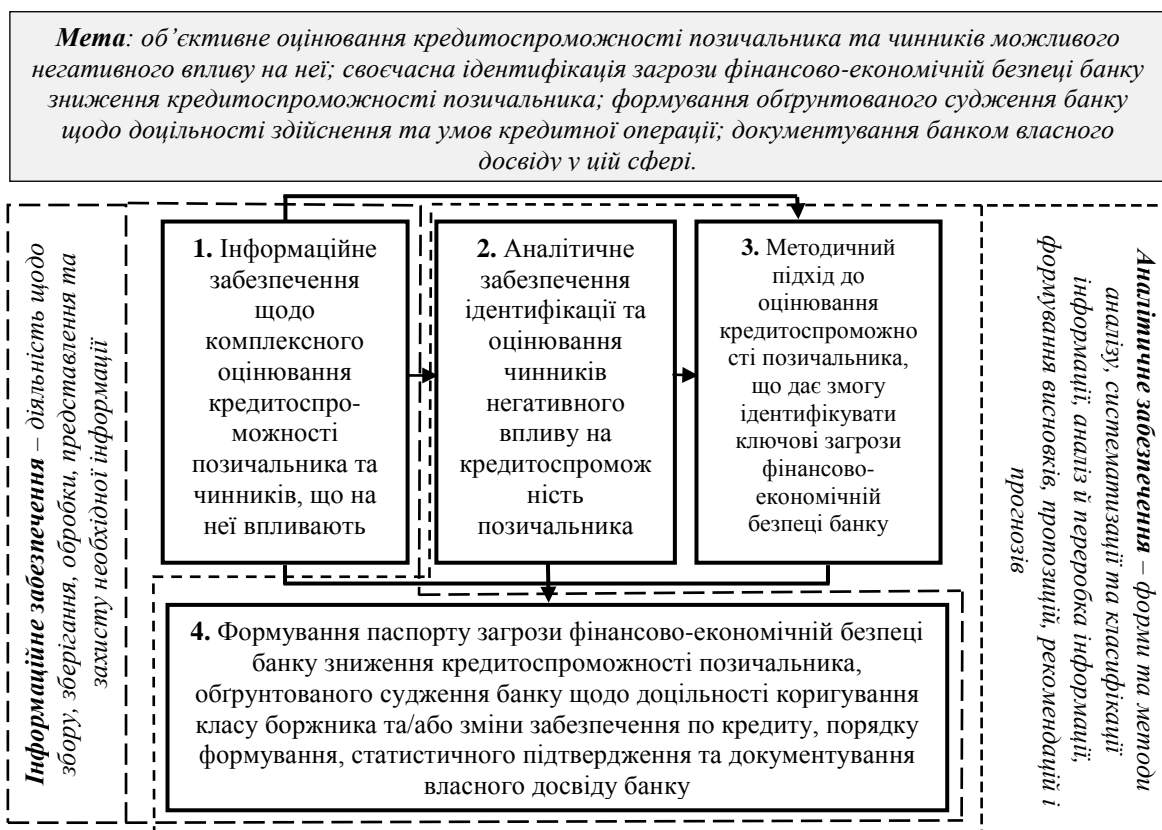 Мета: об’єктивне оцінювання кредитоспроможності позичальника та чинників можливого
негативного впливу на неї; своєчасна ідентифікація загрози фінансово-економічній безпеці банку
зниження кредитоспроможності позичальника; формування обґрунтованого судження банку
щодо доцільності здійснення та умов кредитної операції; документування банком власного
досвіду у цій сфері.
Інформаційне забезпечення – діяльність щодо
збору, зберігання, обробки, представлення та
захисту необхідної інформації
1. Інформаційне
забезпечення
щодо
комплексного
оцінювання
кредитоспро-
можності
позичальника та
чинників, що на
неї впливають
2. Аналітичне
забезпечення
ідентифікації та
оцінювання
чинників
негативного
впливу на
кредитоспромож
ність
позичальника
3. Методичний
підхід до
оцінювання
кредитоспроможно
сті позичальника,
що дає змогу
ідентифікувати
ключові загрози
фінансово-
економічній
безпеці банку
4. Формування паспорту загрози фінансово-економічній безпеці
банку зниження кредитоспроможності позичальника,
обґрунтованого судження банку щодо доцільності коригування
класу боржника та/або зміни забезпечення по кредиту, порядку
формування, статистичного підтвердження та документування
власного досвіду банку
Аналітичне забезпечення – форми та методи
аналізу, систематизації та класифікації
інформації, аналіз й переробка інформації,
формування висновків, пропозицій, рекомендацій і
прогнозів